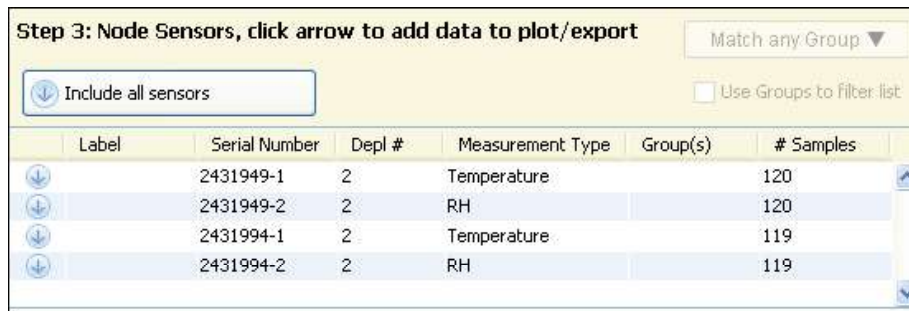 Step 3: Node Sensors, click arrow to add data to plot/export
Match any Group ▼
Include all sensors
Use Groups to filter list
Label Serial Number Depl # Measurement Type Group(s) # Samples
2431949-1 2 Temperature 120
2431949-2 2 RH 120
2431994-1 2 Temperature 119
2431994-2 2 RH 119